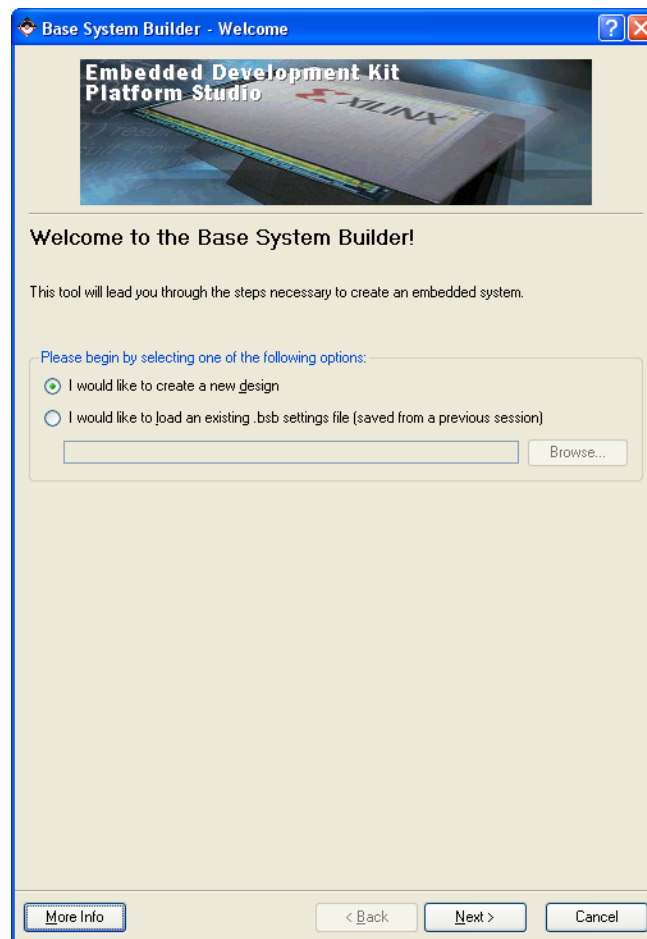 Base System Builder - Welcome
Embedded Development Kit
Platform Studio
XILINX
Welcome to the Base System Builder!
This tool will lead you through the steps necessary to create an embedded system.
Please begin by selecting one of the following options:
I would like to create a new design
I would like to load an existing .bsb settings file (saved from a previous session)
Browse...
More Info
< Back
Next >
Cancel